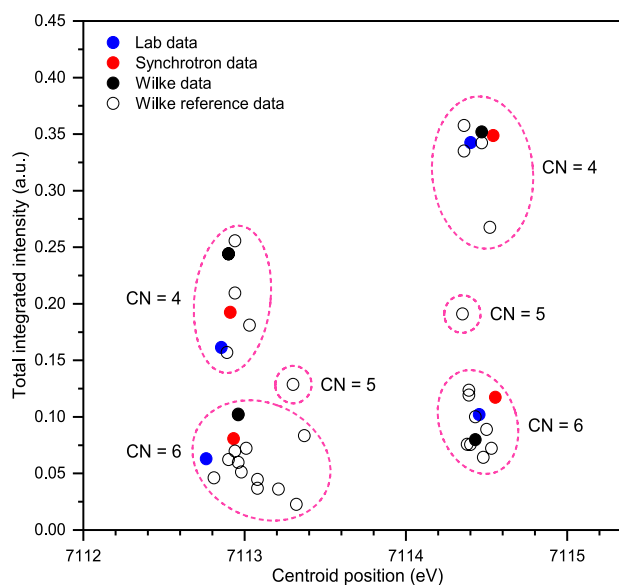 Total integrated intensity (a.u.)
0.45
0.40
0.35
0.30
0.25
0.20
0.15
0.10
0.05
0.00
Lab data
Synchrotron data
Wilke data
Wilke reference data
CN = 4
CN = 4
CN = 5
CN = 5
CN = 6
CN = 6
7112
7113
7114
7115
Centroid position (eV)